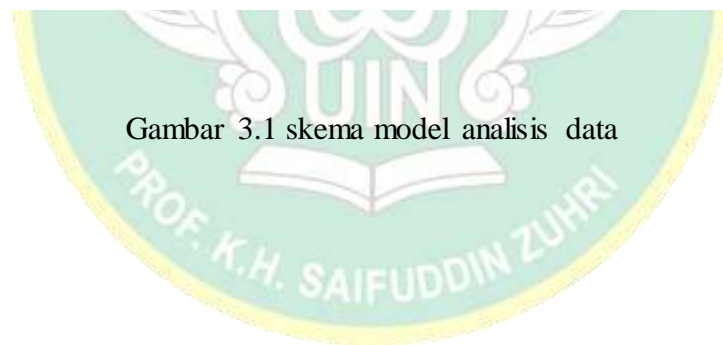 UIN
Gambar 3.1 skema model analisis data
PROF. K.H. SAIFUDDIN ZUHRI